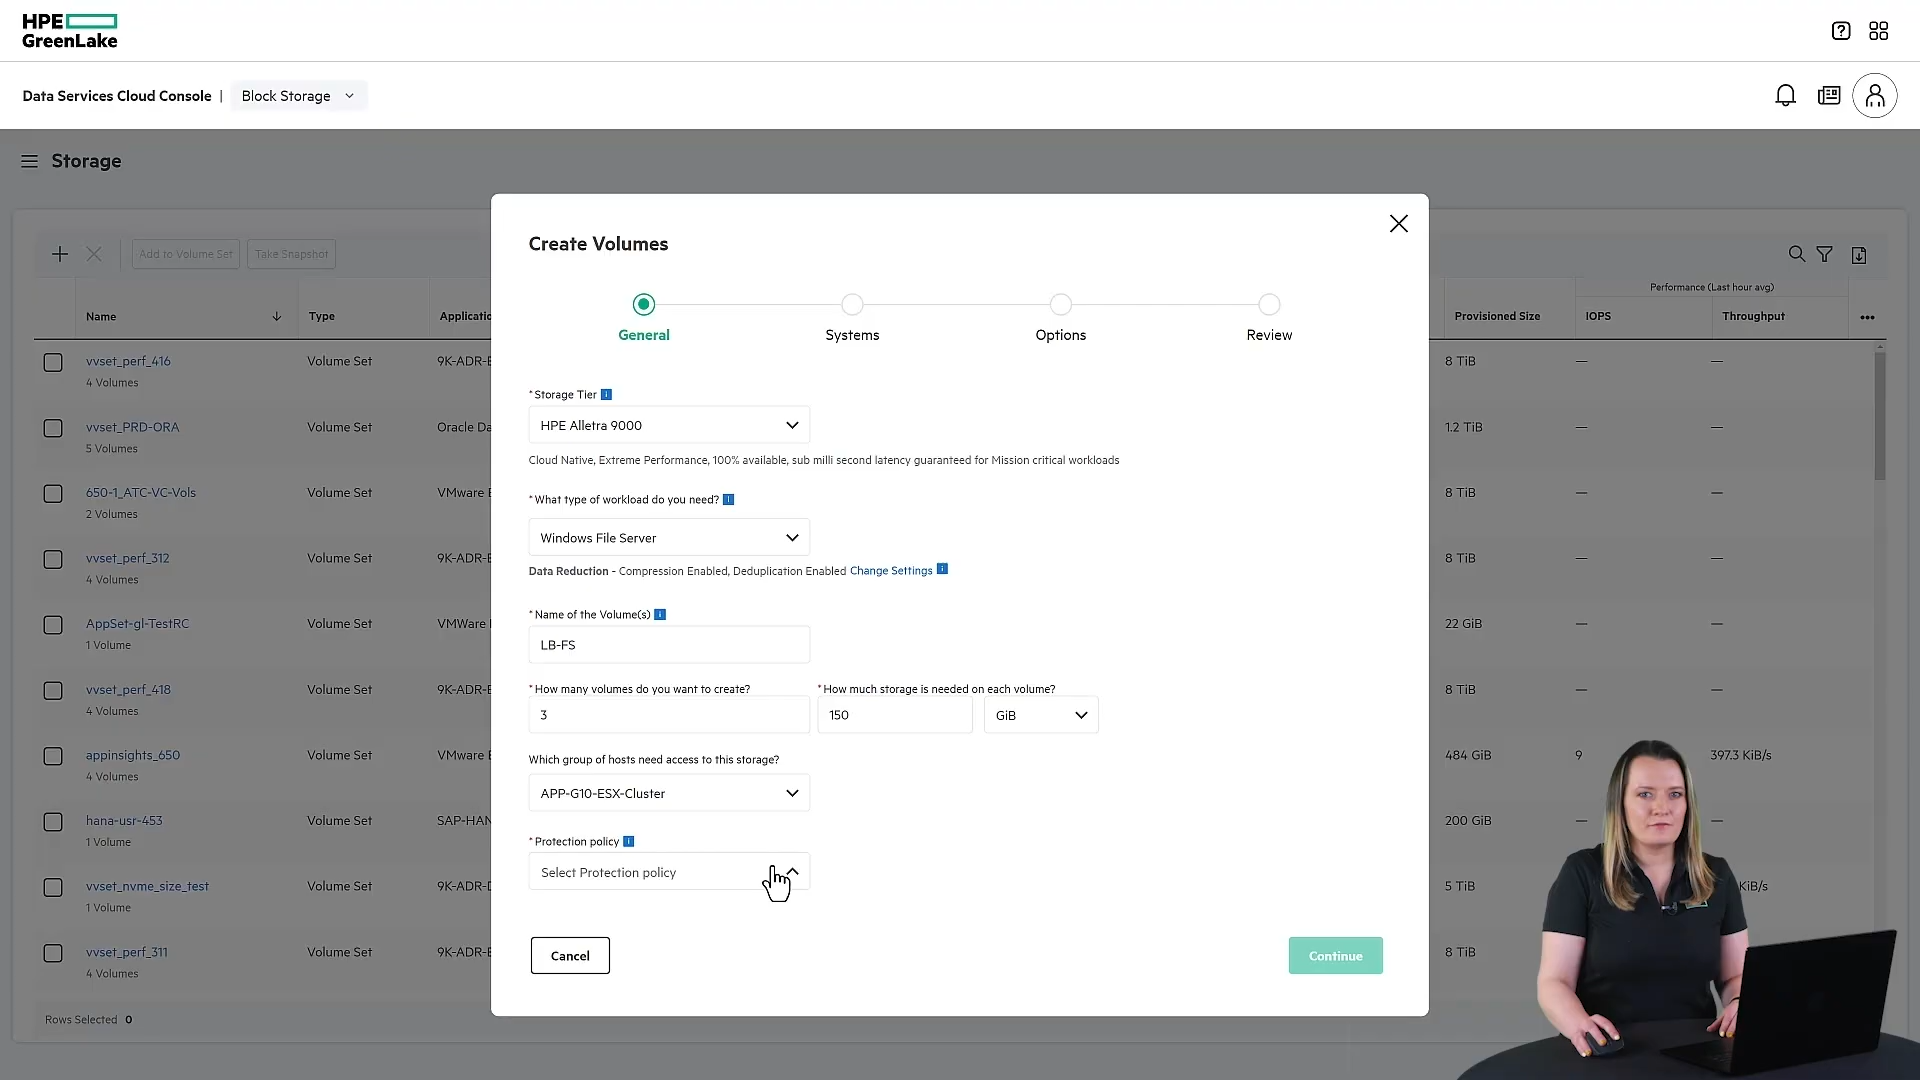 HPE
GreenLake
Data Services Cloud Console | Block Storage
Storage
Add to Volume Set
Take Snapshot
Name
Type
Provisioned Size
Performance (Last hour avg)
IOPS
Throughput
vvset_perf_416
4 Volumes
Volume Set
8 TiB
—
—
vvset_PRD-ORA
5 Volumes
Volume Set
Oracle
1.2 TiB
—
—
650-1_ATC-VC-Vols
2 Volumes
Volume Set
VMware
8 TiB
—
—
vvset_perf_312
4 Volumes
Volume Set
8 TiB
—
—
AppSet-gl-TestRC
1 Volume
Volume Set
VMWare
22 GiB
—
—
vvset_perf_418
4 Volumes
Volume Set
8 TiB
—
—
appinsights_650
4 Volumes
Volume Set
VMware
484 GiB
9
397.3 KiB/s
hana-usr-453
1 Volume
Volume Set
200 GiB
—
—
vvset_nvme_size_test
1 Volume
Volume Set
5 TiB
KiB/s
vvset_perf_311
4 Volumes
Volume Set
8 TiB
Rows Selected 0
Create Volumes
General
Systems
Options
Review
*Storage Tier
HPE Alletra 9000
Cloud Native, Extreme Performance, 100% available, sub milli second latency guaranteed for Mission critical workloads
*What type of workload do you need?
Windows File Server
Data Reduction - Compression Enabled, Deduplication Enabled Change Settings
*Name of the Volume(s)
LB-FS
*How many volumes do you want to create?
3
*How much storage is needed on each volume?
150
GiB
Which group of hosts need access to this storage?
APP-G10-ESX-Cluster
*Protection policy
Select Protection policy
Cancel
Continue